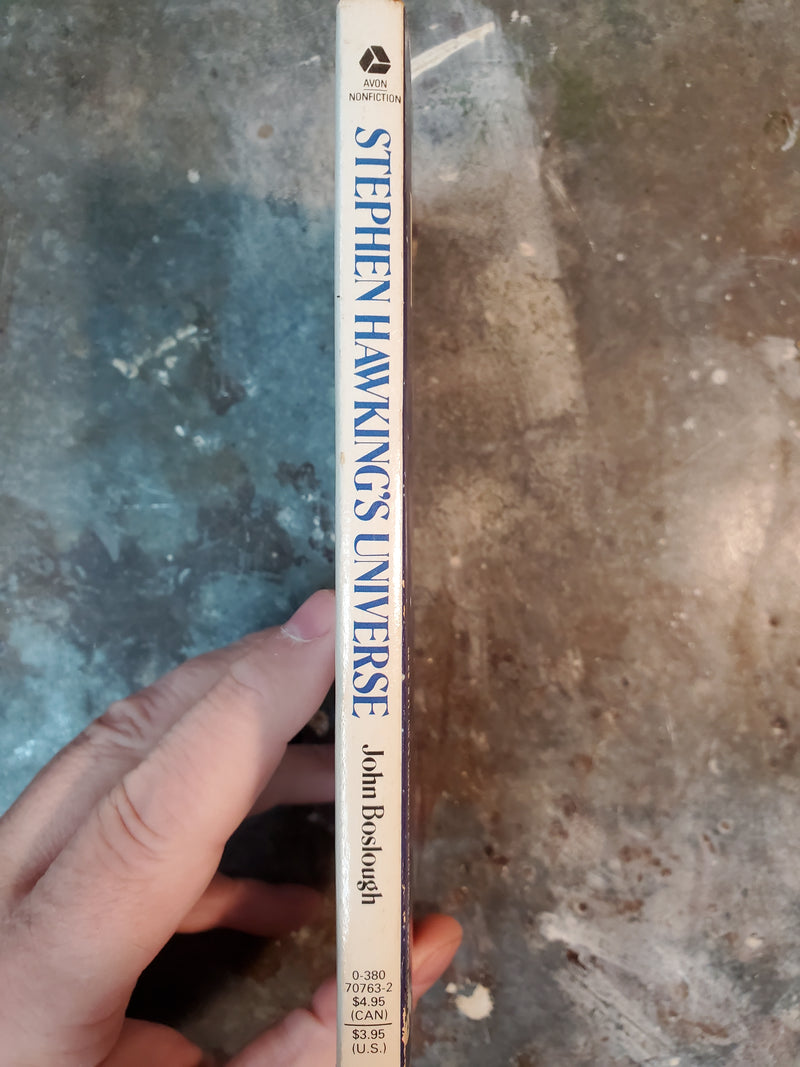 AVON
NONFICTION
STEPHEN HAWKING'S UNIVERSE
John Boslough
0-380
70763-2
$4.95
(CAN)
$3.95
(U.S.)